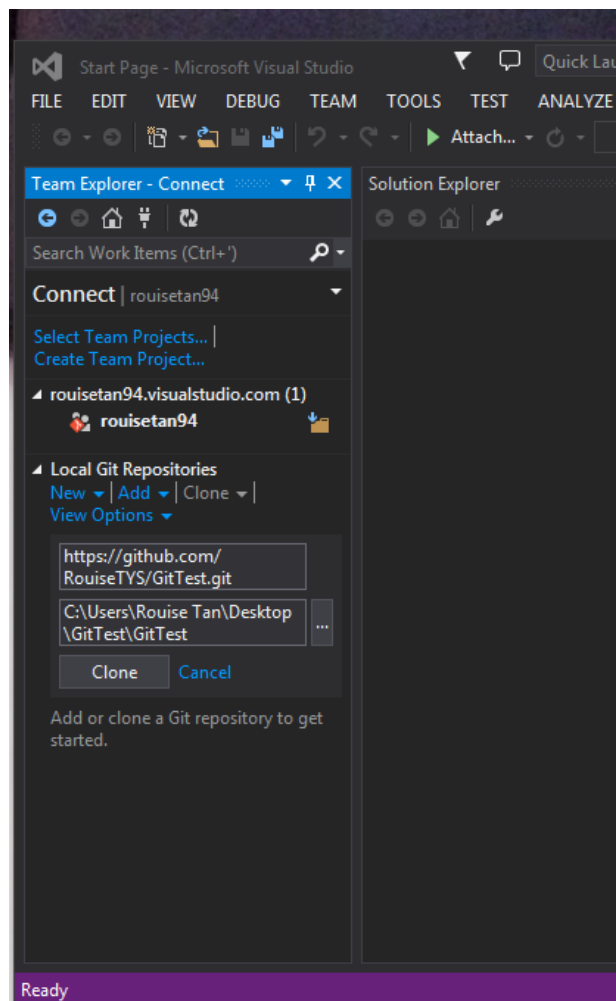 Start Page - Microsoft Visual Studio
Quick Lau
FILE EDIT VIEW DEBUG TEAM TOOLS TEST ANALYZE
Attach...
Team Explorer - Connect
Solution Explorer
Search Work Items (Ctrl+')
Connect | rouisetan94
Select Team Projects... |
Create Team Project...
rouisetan94.visualstudio.com (1)
rouisetan94
Local Git Repositories
New | Add | Clone |
View Options
https://github.com/
RouiseTYS/GitTest.git
C:\Users\Rouise Tan\Desktop
\GitTest\GitTest
...
Clone Cancel
Add or clone a Git repository to get
started.
Ready